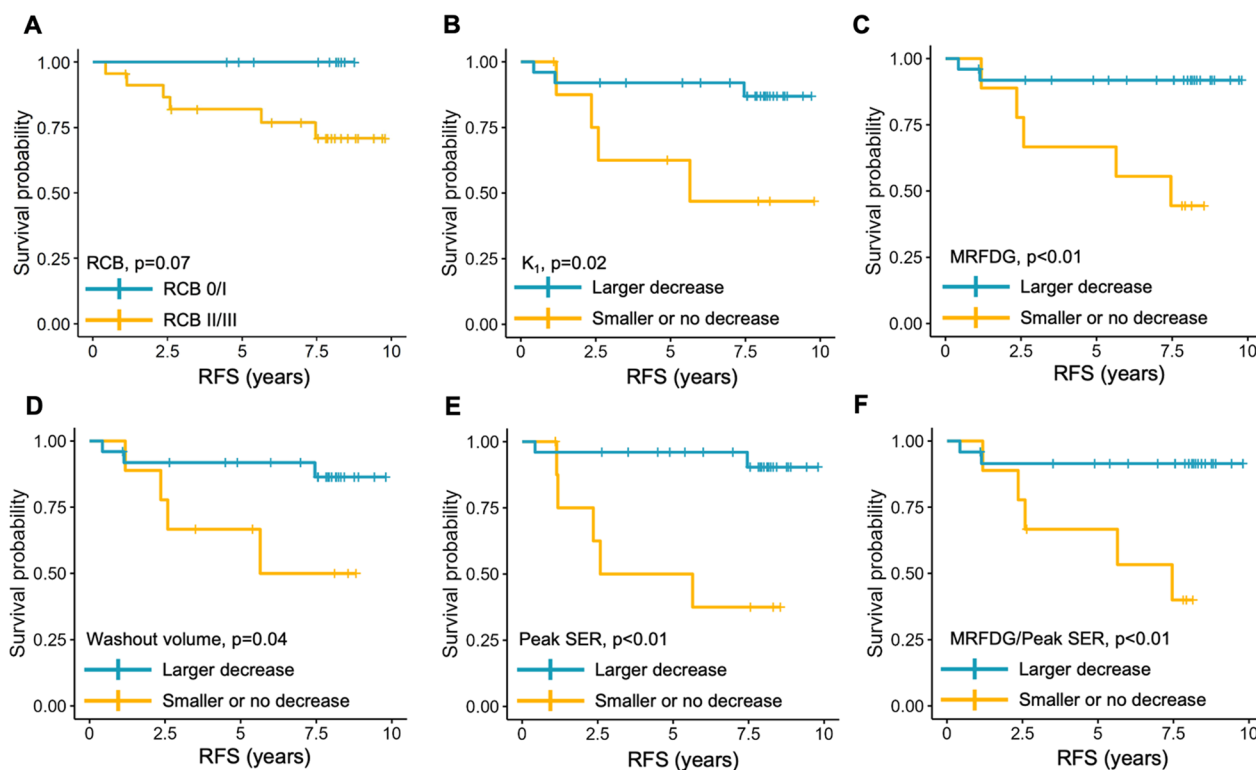 A
Survival probability
1.00
0.75
0.50
0.25
0.00
RCB, p=0.07
RCB 0/I
RCB II/III
0 2.5 5 7.5 10
RFS (years)
B
Survival probability
1.00
0.75
0.50
0.25
0.00
K₁, p=0.02
Larger decrease
Smaller or no decrease
0 2.5 5 7.5 10
RFS (years)
C
Survival probability
1.00
0.75
0.50
0.25
0.00
MRFDG, p<0.01
Larger decrease
Smaller or no decrease
0 2.5 5 7.5 10
RFS (years)
D
Survival probability
1.00
0.75
0.50
0.25
0.00
Washout volume, p=0.04
Larger decrease
Smaller or no decrease
0 2.5 5 7.5 10
RFS (years)
E
Survival probability
1.00
0.75
0.50
0.25
0.00
Peak SER, p<0.01
Larger decrease
Smaller or no decrease
0 2.5 5 7.5 10
RFS (years)
F
Survival probability
1.00
0.75
0.50
0.25
0.00
MRFDG/Peak SER, p<0.01
Larger decrease
Smaller or no decrease
0 2.5 5 7.5 10
RFS (years)